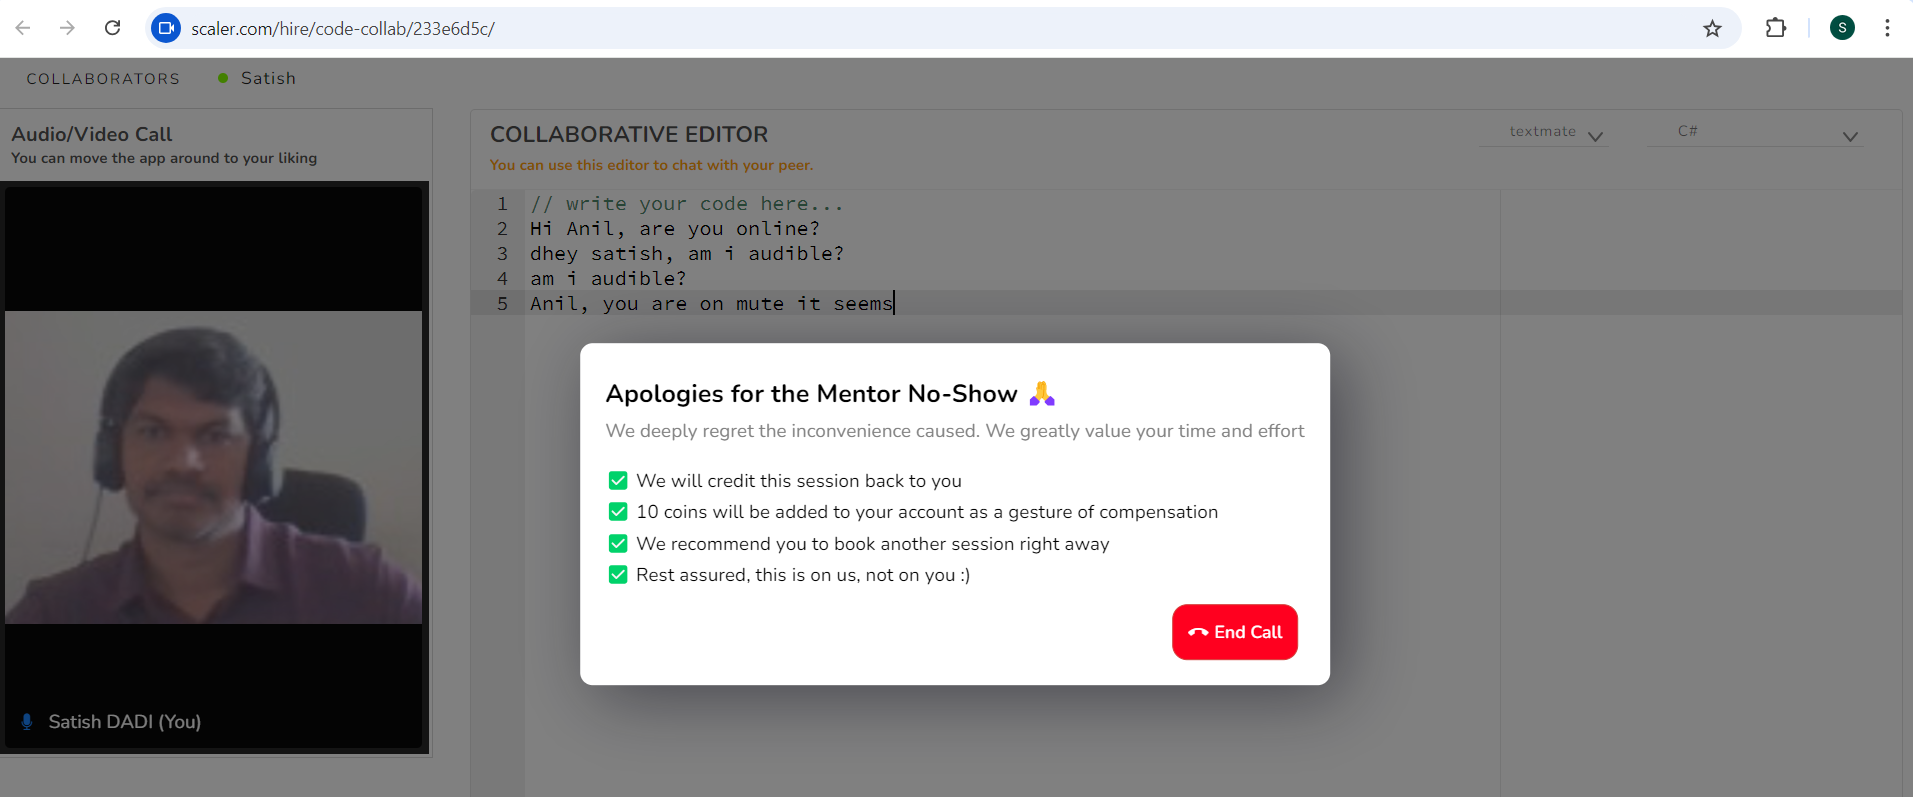 scaler.com/hire/code-collab/233e6d5c/
S
COLLABORATORS Satish
Audio/Video Call
You can move the app around to your liking
Satish DADI (You)
COLLABORATIVE EDITOR
textmate C#
You can use this editor to chat with your peer.
1 // write your code here...
2 Hi Anil, are you online?
3 dhey satish, am i audible?
4 am i audible?
5 Anil, you are on mute it seems
Apologies for the Mentor No-Show 🙏
We deeply regret the inconvenience caused. We greatly value your time and effort
✅ We will credit this session back to you
✅ 10 coins will be added to your account as a gesture of compensation
✅ We recommend you to book another session right away
✅ Rest assured, this is on us, not on you :)
End Call